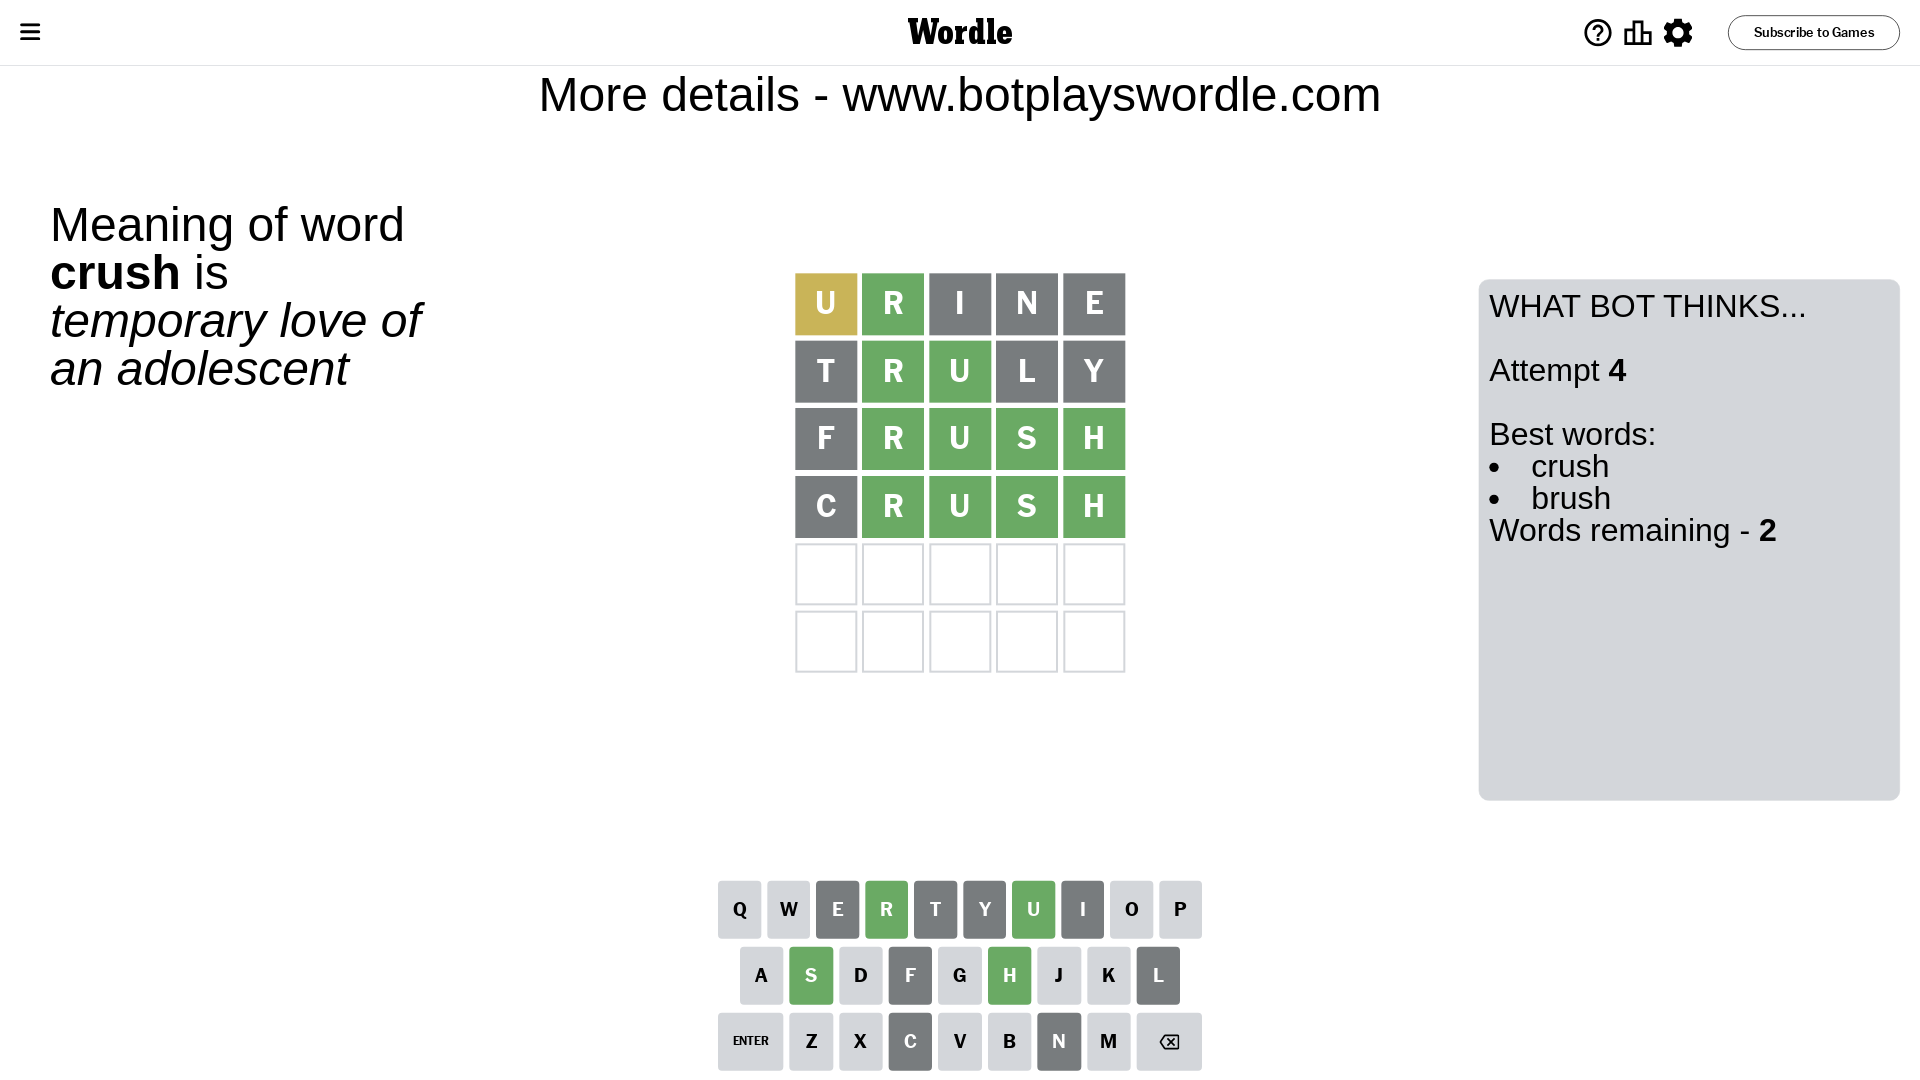 Wordle
Subscribe to Games
More details - www.botplayswordle.com
Meaning of word
crush is
temporary love of
an adolescent
U R I N E
T R U L Y
F R U S H
C R U S H
WHAT BOT THINKS...
Attempt 4
Best words:
• crush
• brush
Words remaining - 2
Q W E R T Y U I O P
A S D F G H J K L
ENTER Z X C V B N M